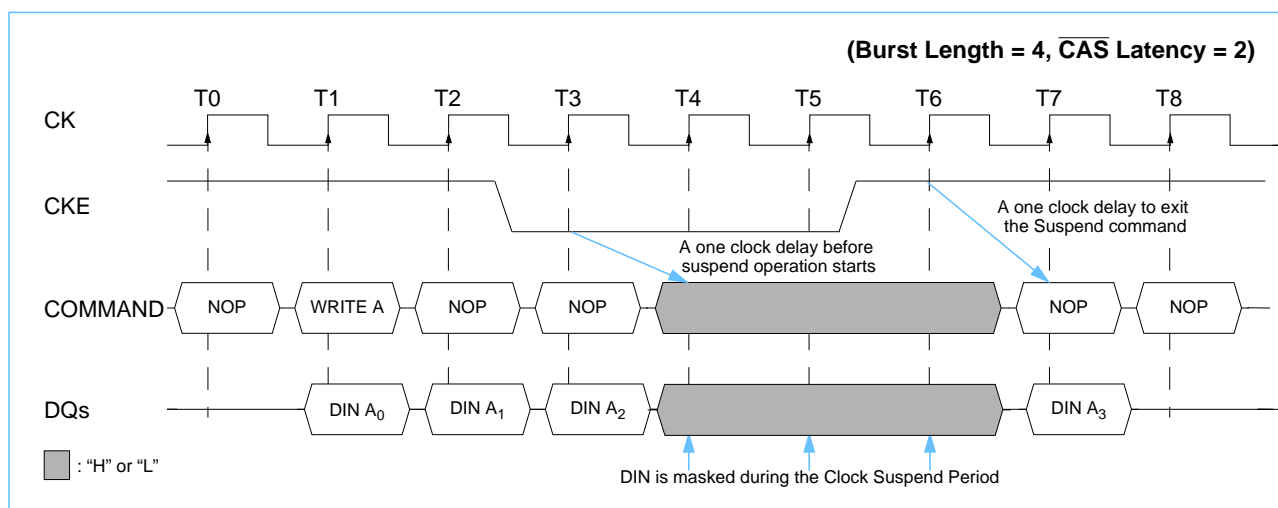 (Burst Length = 4, CAS Latency = 2)
T0 T1 T2 T3 T4 T5 T6 T7 T8
CK
CKE
A one clock delay to exit
the Suspend command
A one clock delay before
suspend operation starts
COMMAND NOP WRITE A NOP NOP NOP NOP
DQs DIN A0 DIN A1 DIN A2 DIN A3
: “H” or “L”
DIN is masked during the Clock Suspend Period